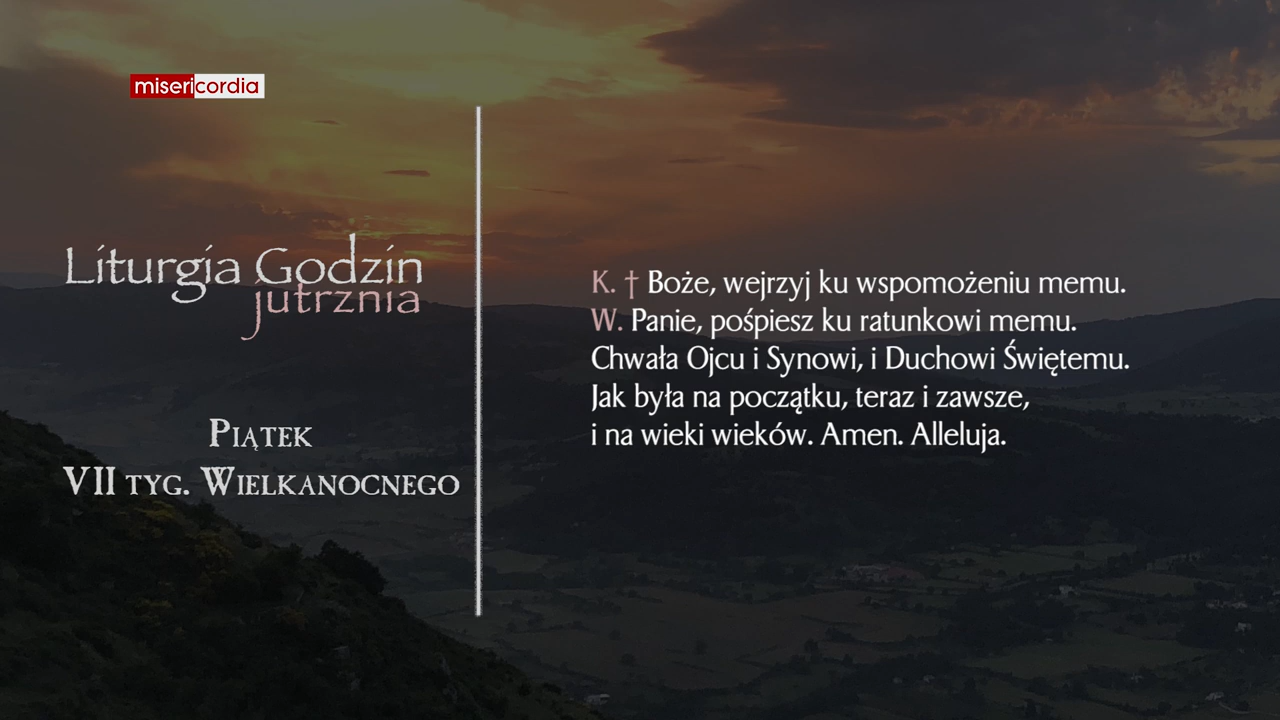 misericordia
Liturgia Godzin
jutrznia
Piątek
VII tyg. Wielkanocnego
K. † Boże, wejrzyj ku wspomożeniu memu.
W. Panie, pośpiesz ku ratunkowi memu.
Chwała Ojcu i Synowi, i Duchowi Świętemu.
Jak była na początku, teraz i zawsze,
i na wieki wieków. Amen. Alleluja.